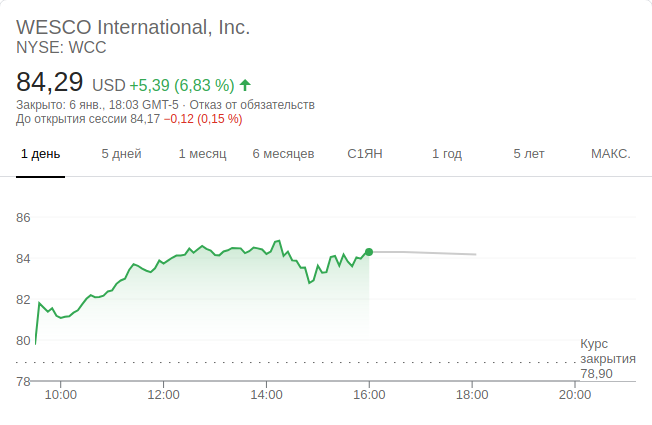 WESCO International, Inc.
NYSE: WCC
84,29 USD +5,39 (6,83 %)
Закрыто: 6 янв., 18:03 GMT-5 · Отказ от обязательств
До открытия сессии 84,17 −0,12 (0,15 %)
1 день 5 дней 1 месяц 6 месяцев С1ЯН 1 год 5 лет МАКС.
86
84
82
80
Курс
закрытия
78,90
78
10:00 12:00 14:00 16:00 18:00 20:00